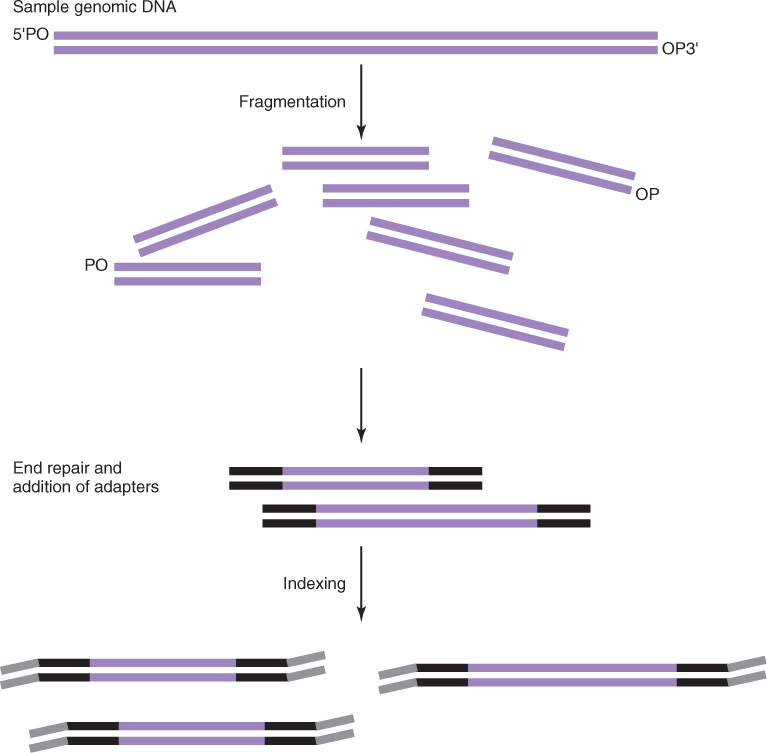 Sample genomic DNA
5'PO
OP3'
Fragmentation
OP
PO
End repair and
addition of adapters
Indexing